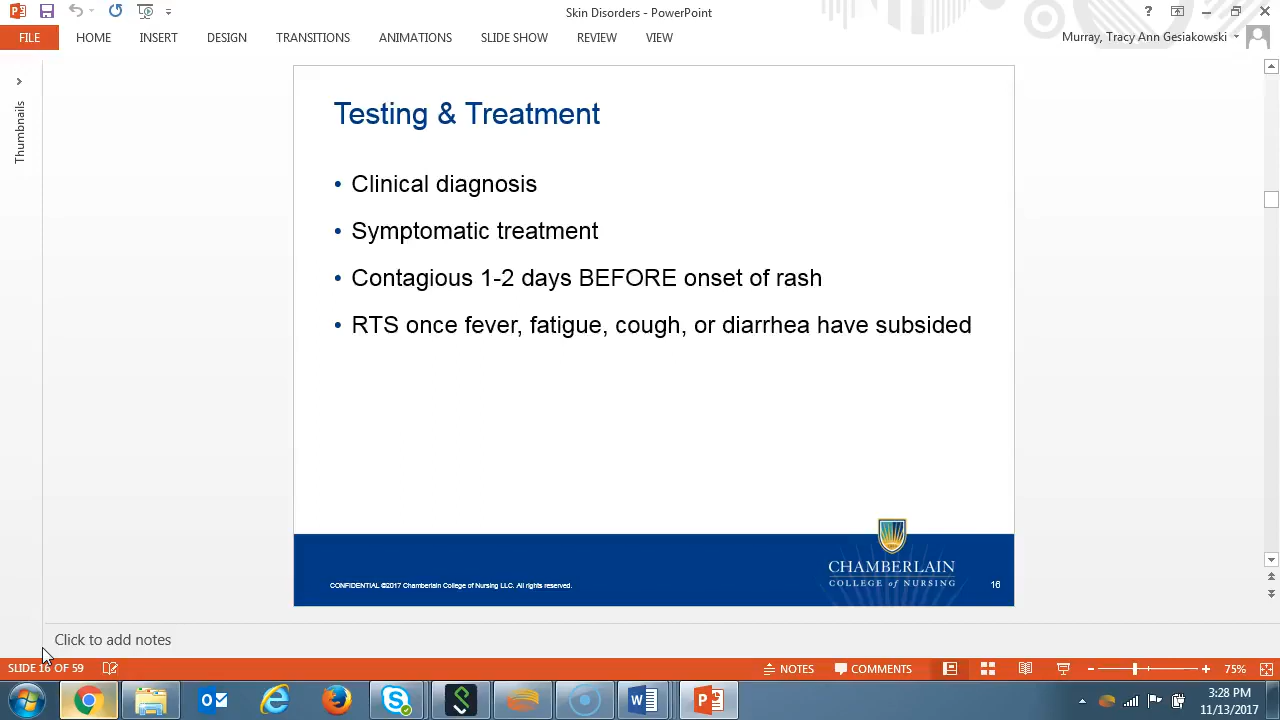 Skin Disorders - PowerPoint
FILE
HOME
INSERT
DESIGN
TRANSITIONS
ANIMATIONS
SLIDE SHOW
REVIEW
VIEW
Murray, Tracy Ann Gesiakowski
Thumbnails
Testing & Treatment
• Clinical diagnosis
• Symptomatic treatment
• Contagious 1-2 days BEFORE onset of rash
• RTS once fever, fatigue, cough, or diarrhea have subsided
CHAMBERLAIN
COLLEGE of NURSING
CONFIDENTIAL ©2017 Chamberlain College of Nursing LLC. All rights reserved.
16
Click to add notes
SLIDE 16 OF 59
NOTES
COMMENTS
75%
3:28 PM
11/13/2017